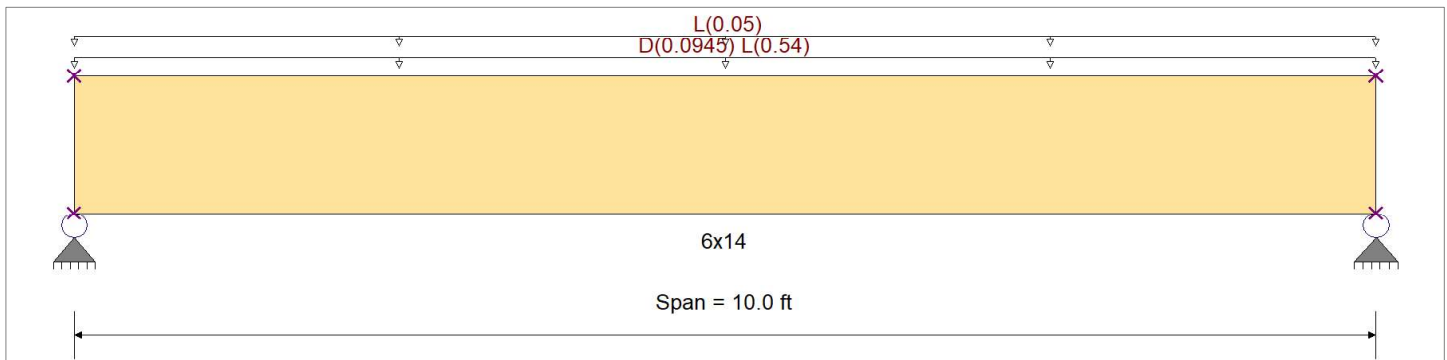 L(0.05)
D(0.0945) L(0.54)
6x14
Span = 10.0 ft